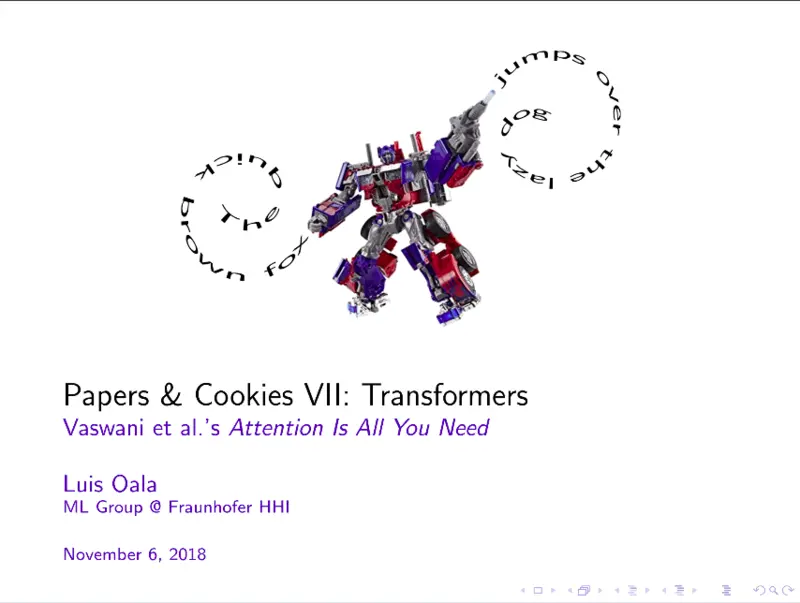 The quick brown fox
jumps over the lazy dog
Papers & Cookies VII: Transformers
Vaswani et al.'s Attention Is All You Need
Luis Oala
ML Group @ Fraunhofer HHI
November 6, 2018